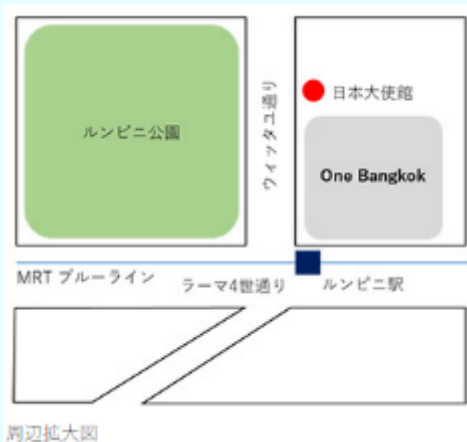 ルンピニ公園
ウィッタユ通り
日本大使館
One Bangkok
MRT ブルーライン
ラーマ4世通り
ルンピニ駅
周辺拡大図